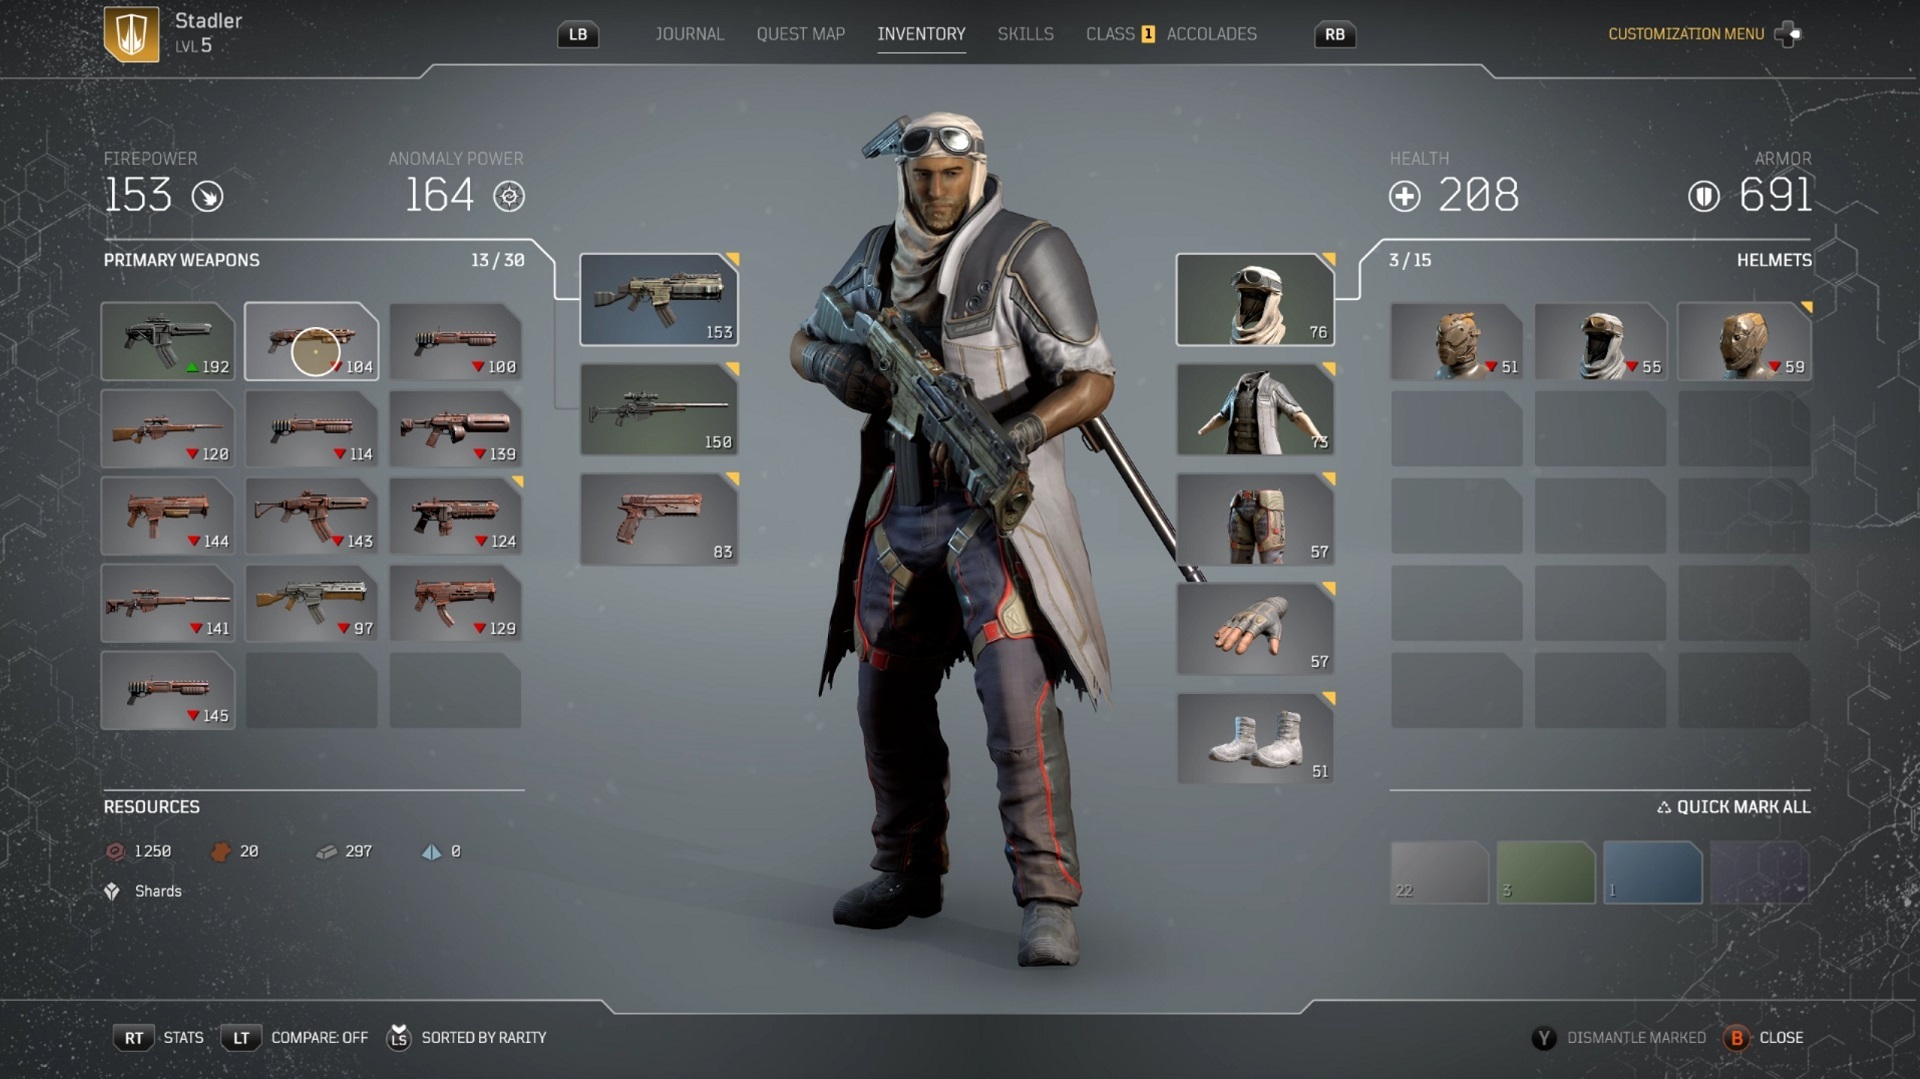 Stadler
LVL 5
LB
JOURNAL
QUEST MAP
INVENTORY
SKILLS
CLASS 1
ACCOLADES
RB
CUSTOMIZATION MENU
FIREPOWER
153
ANOMALY POWER
164
HEALTH
208
ARMOR
691
PRIMARY WEAPONS
13 / 30
3 / 15
HELMETS
192
104
100
120
114
139
144
143
124
141
97
129
145
153
150
83
76
73
57
57
51
51
55
59
RESOURCES
1250
20
297
0
Shards
QUICK MARK ALL
22
3
1
RT STATS
LT COMPARE: OFF
LS SORTED BY RARITY
Y DISMANTLE MARKED
B CLOSE